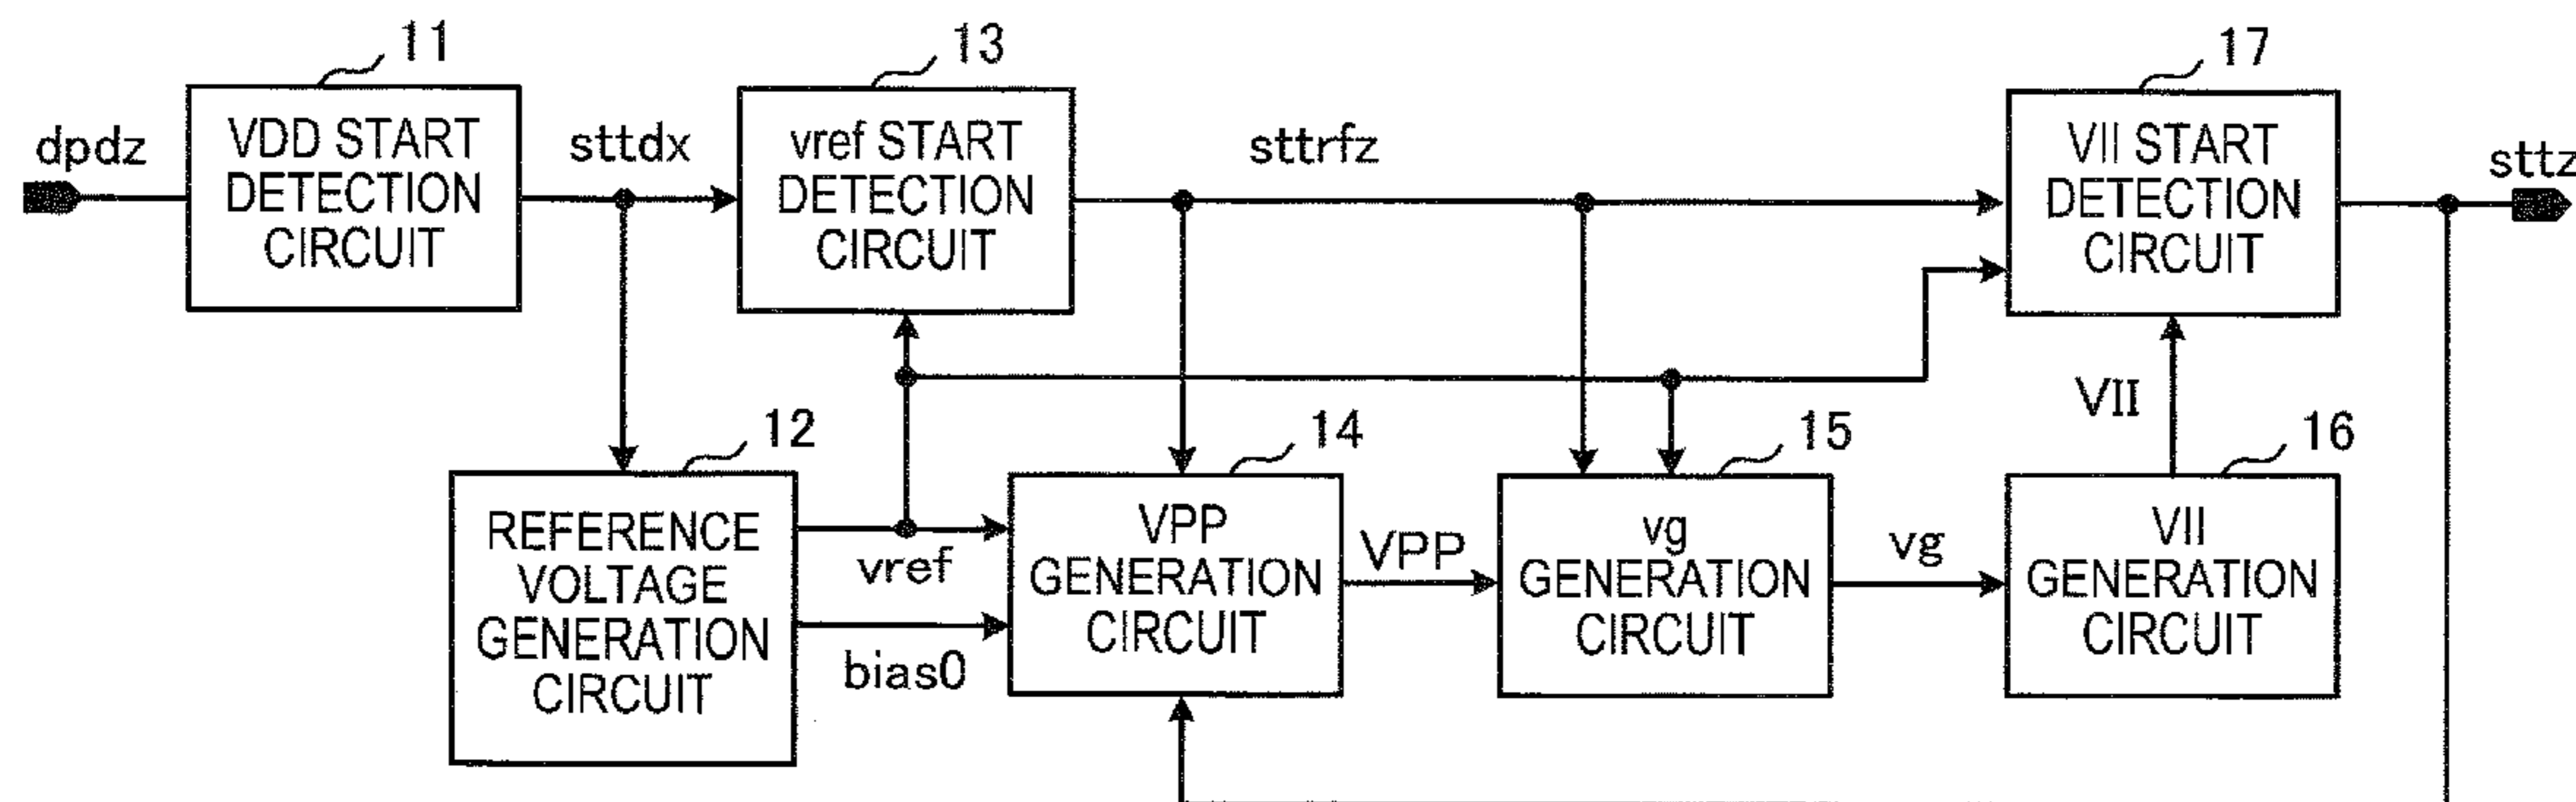 11
13
17
dpdz
VDD START
DETECTION
CIRCUIT
sttdx
vref START
DETECTION
CIRCUIT
sttrfz
VII START
DETECTION
CIRCUIT
sttz
12
14
15
VII
16
REFERENCE
VOLTAGE
GENERATION
CIRCUIT
vref
bias0
VPP
GENERATION
CIRCUIT
VPP
vg
GENERATION
CIRCUIT
vg
VII
GENERATION
CIRCUIT